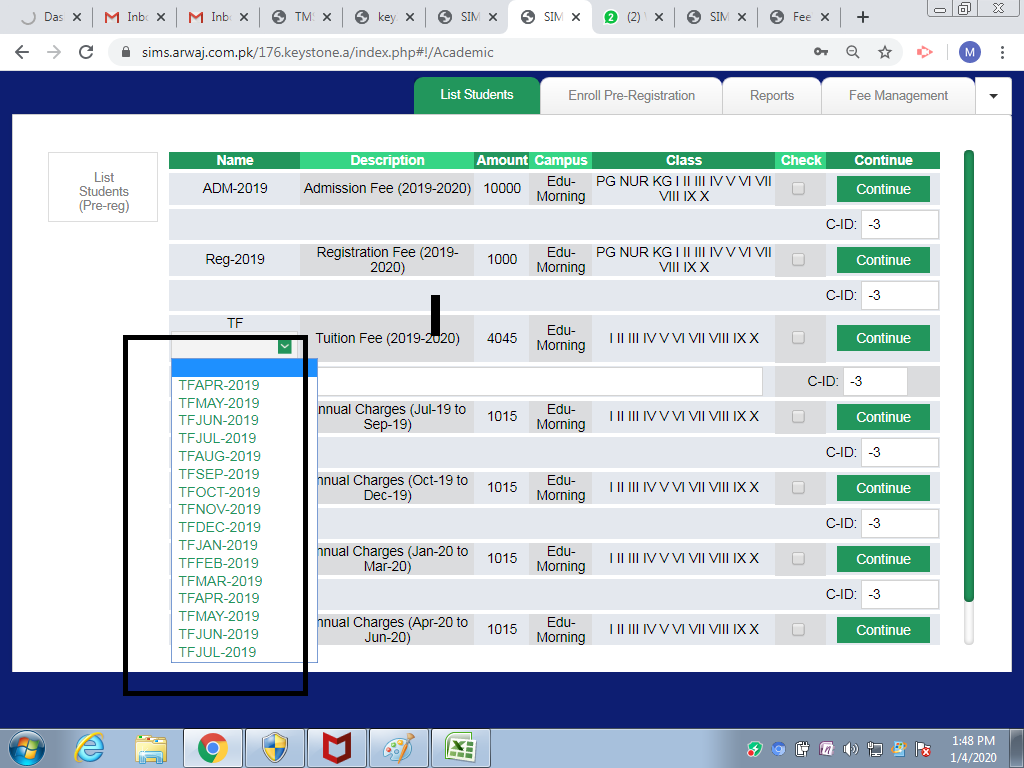 Das
Inbo
Inb
TMS
key.
SIM
SIM
2 (2) W
SIM
Fee
sims.arwaj.com.pk/176.keystone.a/index.php#!/Academic
M
List Students
Enroll Pre-Registration
Reports
Fee Management
List
Students
(Pre-reg)
Name Description Amount Campus Class Check Continue
ADM-2019 Admission Fee (2019-2020) 10000 Edu-Morning PG NUR KG I II III IV V VI VII VIII IX X Continue
C-ID: -3
Reg-2019 Registration Fee (2019-2020) 1000 Edu-Morning PG NUR KG I II III IV V VI VII VIII IX X Continue
C-ID: -3
TF Tuition Fee (2019-2020) 4045 Edu-Morning I II III IV V VI VII VIII IX X Continue
C-ID: -3
TFAPR-2019
TFMAY-2019
TFJUN-2019
TFJUL-2019
TFAUG-2019
TFSEP-2019
TFOCT-2019
TFNOV-2019
TFDEC-2019
TFJAN-2019
TFFEB-2019
TFMAR-2019
TFAPR-2019
TFMAY-2019
TFJUN-2019
TFJUL-2019
nnual Charges (Jul-19 to Sep-19) 1015 Edu-Morning I II III IV V VI VII VIII IX X Continue
C-ID: -3
nnual Charges (Oct-19 to Dec-19) 1015 Edu-Morning I II III IV V VI VII VIII IX X Continue
C-ID: -3
nnual Charges (Jan-20 to Mar-20) 1015 Edu-Morning I II III IV V VI VII VIII IX X Continue
C-ID: -3
nnual Charges (Apr-20 to Jun-20) 1015 Edu-Morning I II III IV V VI VII VIII IX X Continue
1:48 PM
1/4/2020